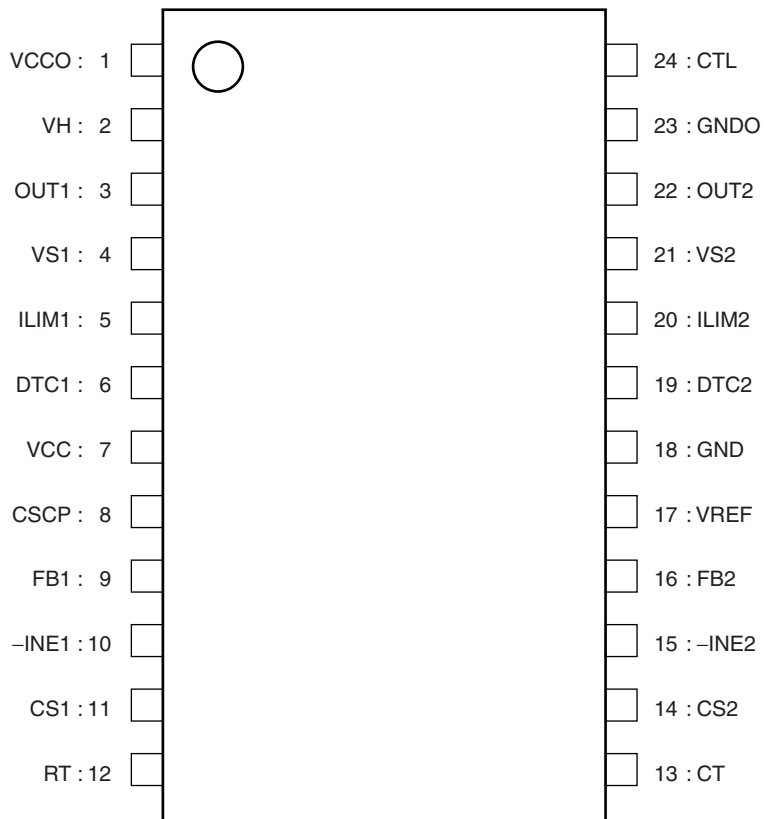 VCCO : 1
24 : CTL
VH : 2
23 : GNDO
OUT1 : 3
22 : OUT2
VS1 : 4
21 : VS2
ILIM1 : 5
20 : ILIM2
DTC1 : 6
19 : DTC2
VCC : 7
18 : GND
CSCP : 8
17 : VREF
FB1 : 9
16 : FB2
−INE1 : 10
15 : −INE2
CS1 : 11
14 : CS2
RT : 12
13 : CT